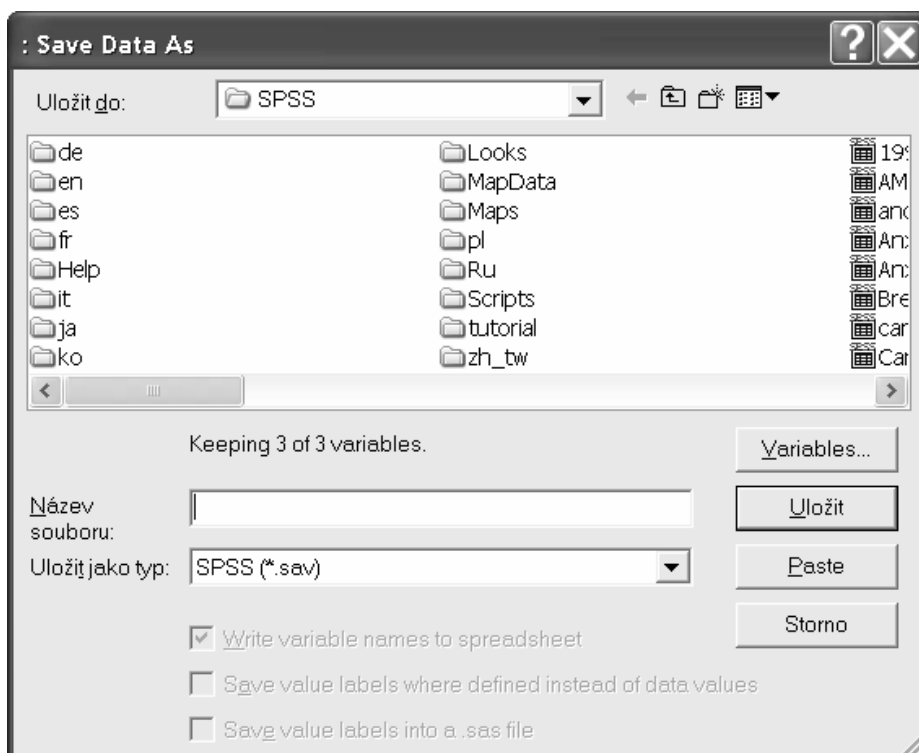 : Save Data As
Uložit do: SPSS
de
en
es
fr
Help
it
ja
ko
Looks
MapData
Maps
pl
Ru
Scripts
tutorial
zh_tw
Keeping 3 of 3 variables.
Variables...
Název
souboru:
Uložit
Uložit jako typ: SPSS (*.sav)
Paste
Storno
Write variable names to spreadsheet
Save value labels where defined instead of data values
Save value labels into a .sas file